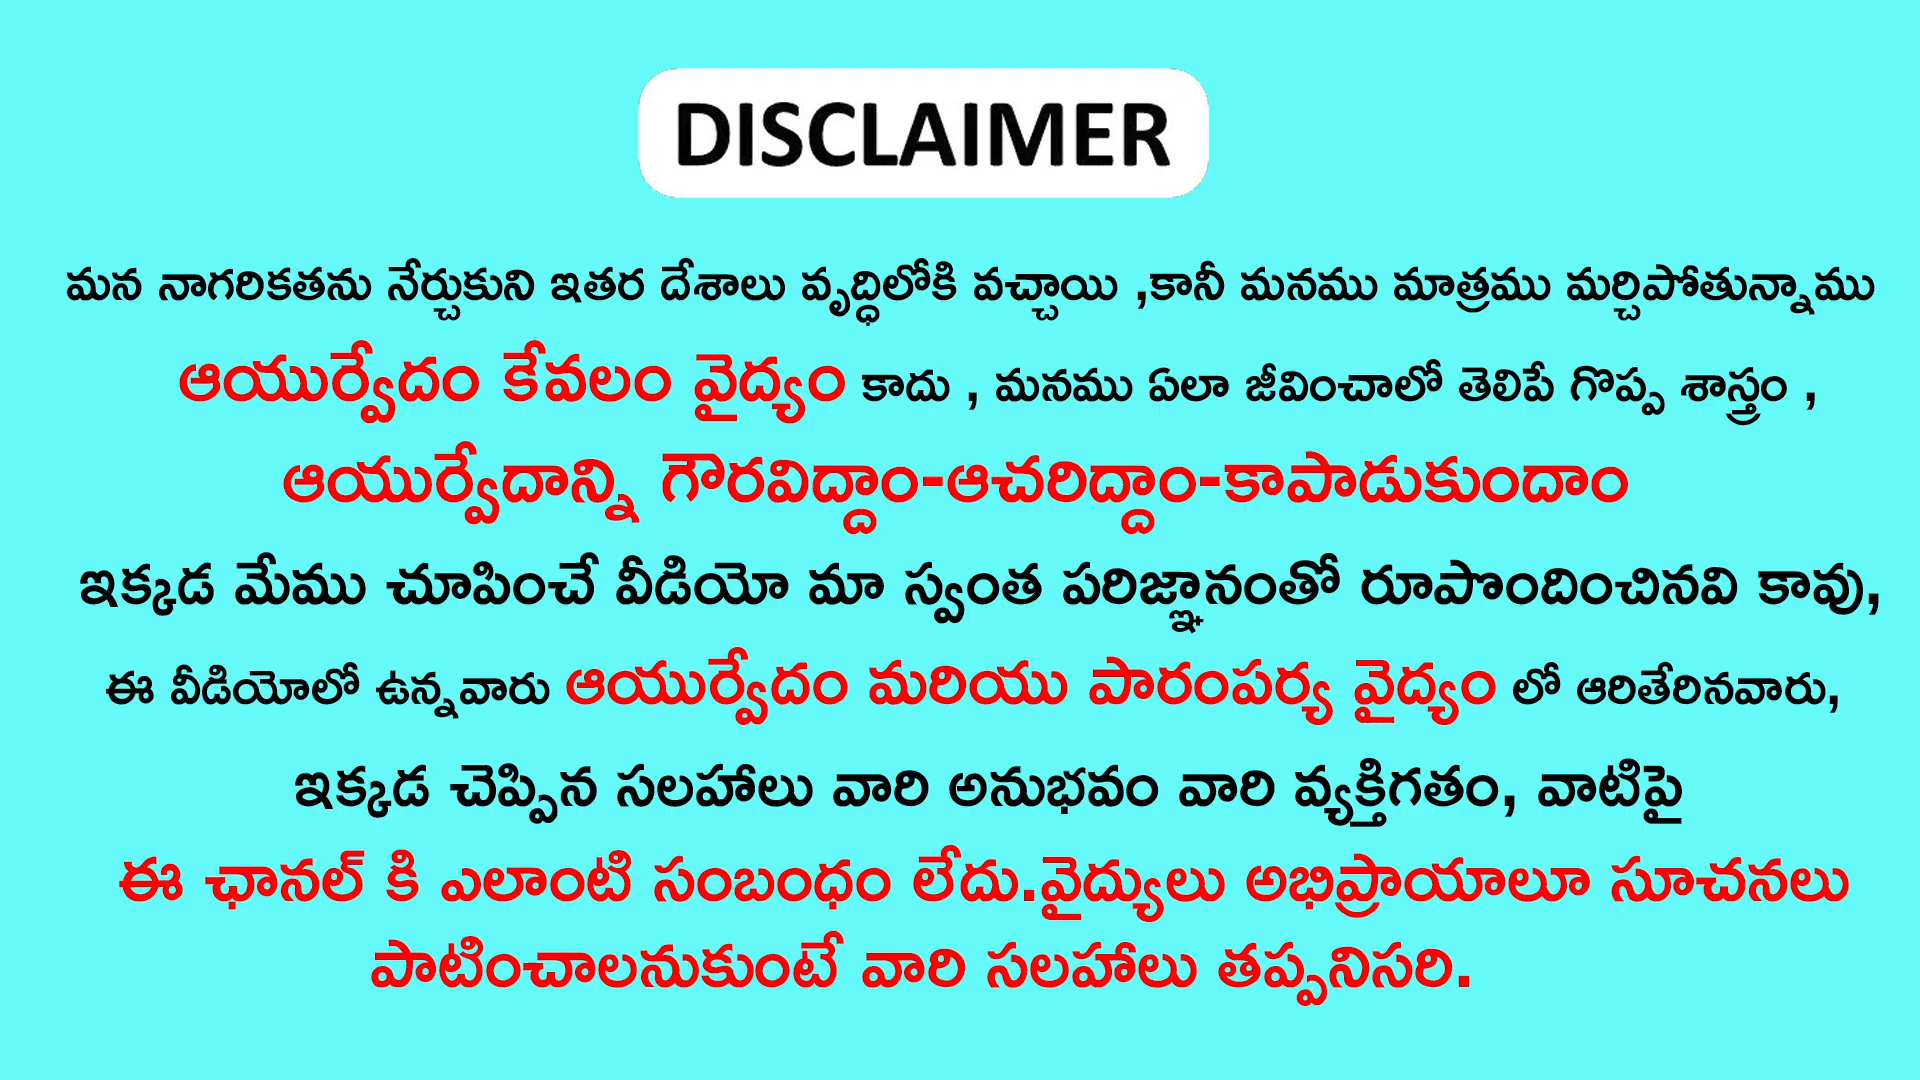 DISCLAIMER
మన నాగరికతను నేర్చుకుని ఇతర దేశాలు వృద్ధిలోకి వచ్చాయి ,కానీ మనము మాత్రము మర్చిపోతున్నాము
ఆయుర్వేదం కేవలం వైద్యం కాదు , మనము ఏలా జీవించాలో తెలిపే గొప్ప శాస్త్రం ,
ఆయుర్వేదాన్ని గౌరవిద్దాం-ఆచరిద్దాం-కాపాడుకుందాం
ఇక్కడ మేము చూపించే వీడియో మా స్వంత పరిజ్ఞానంతో రూపొందించినవి కావు,
ఈ వీడియోలో ఉన్నవారు ఆయుర్వేదం మరియు పారంపర్య వైద్యం లో ఆరితేరినవారు,
ఇక్కడ చెప్పిన సలహాలు వారి అనుభవం వారి వ్యక్తిగతం, వాటిపై
ఈ ఛానల్ కి ఎలాంటి సంబంధం లేదు.వైద్యులు అభిప్రాయాలూ సూచనలు
పాటించాలనుకుంటే వారి సలహాలు తప్పనిసరి.